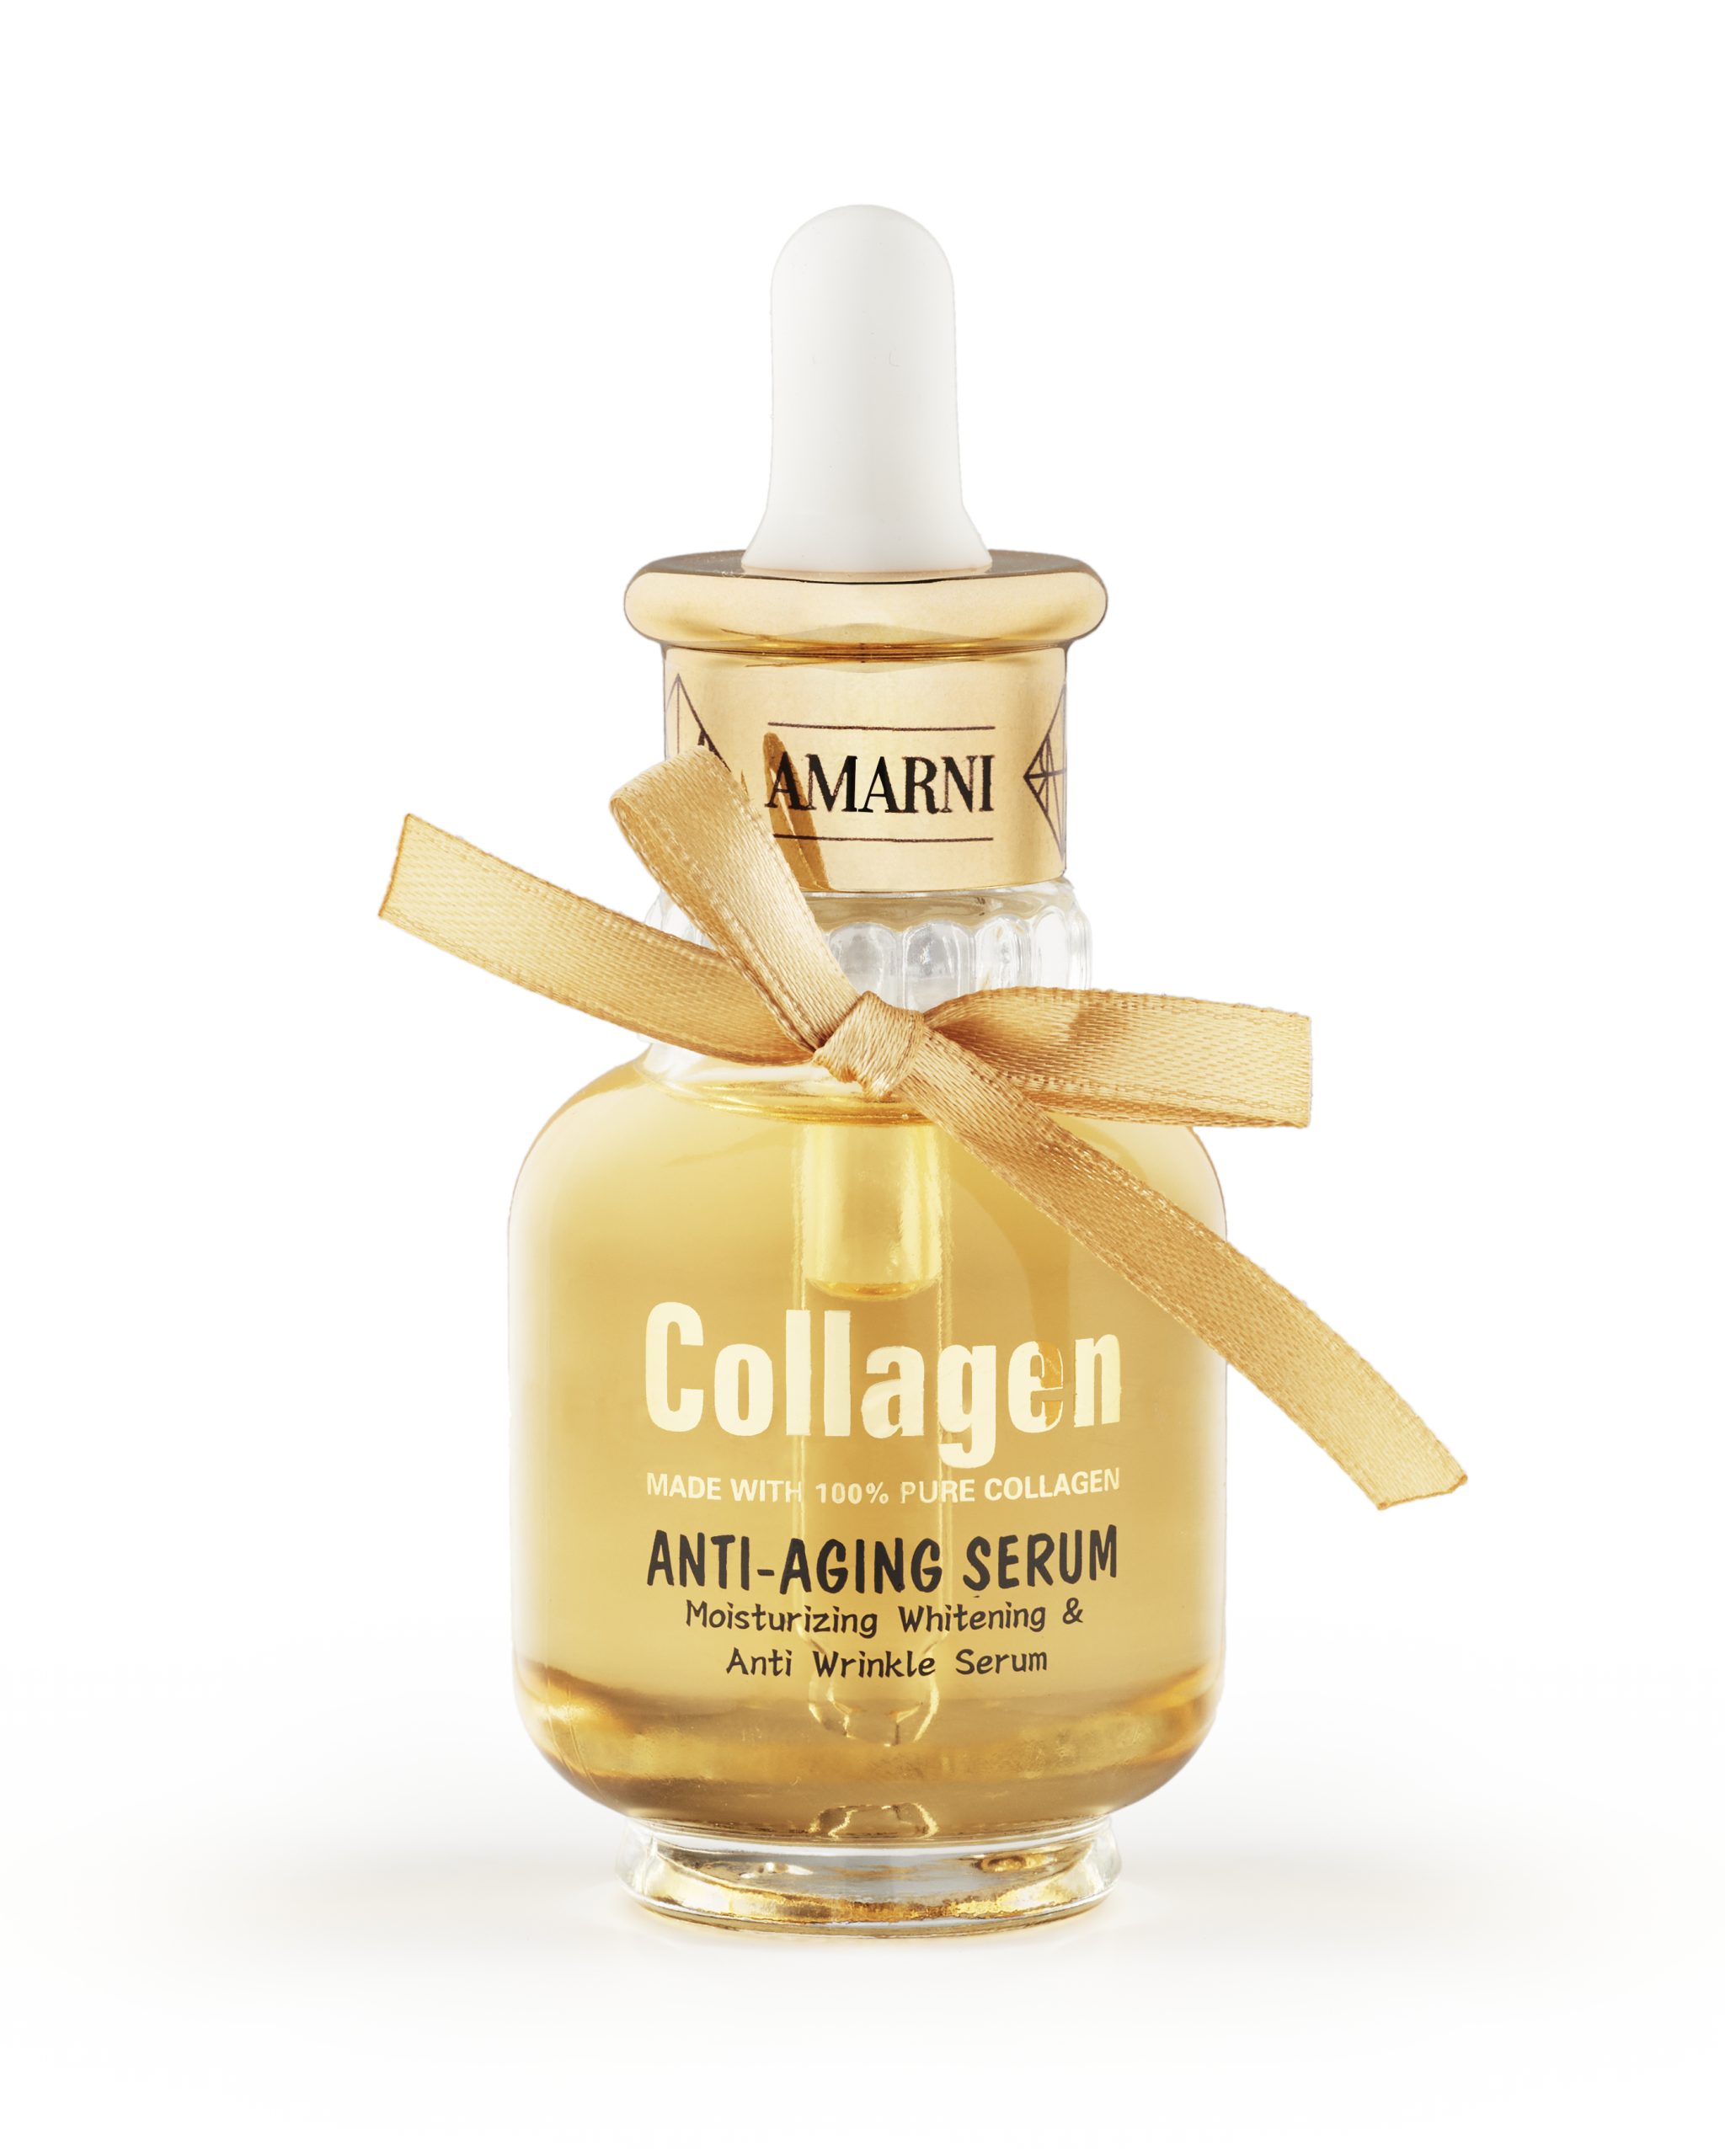 AMARNI
Collagen
MADE WITH 100% PURE COLLAGEN
ANTI-AGING SERUM
Moisturizing Whitening &
Anti Wrinkle Serum